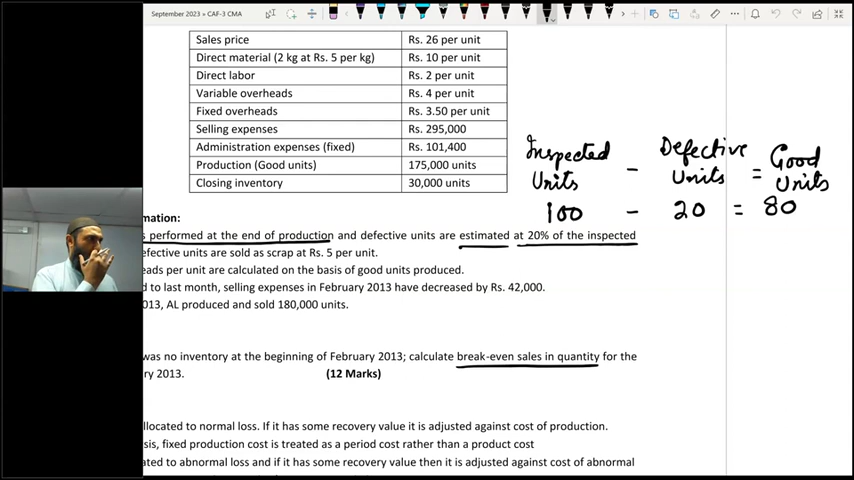 September 2023 » CAF-3 CMA
Sales price Rs. 26 per unit
Direct material (2 kg at Rs. 5 per kg) Rs. 10 per unit
Direct labor Rs. 2 per unit
Variable overheads Rs. 4 per unit
Fixed overheads Rs. 3.50 per unit
Selling expenses Rs. 295,000
Administration expenses (fixed) Rs. 101,400
Production (Good units) 175,000 units
Closing inventory 30,000 units
Inspected Units - Defective Units = Good Units
100 - 20 = 80
mation:
s performed at the end of production and defective units are estimated at 20% of the inspected
efective units are sold as scrap at Rs. 5 per unit.
eads per unit are calculated on the basis of good units produced.
d to last month, selling expenses in February 2013 have decreased by Rs. 42,000.
013, AL produced and sold 180,000 units.
was no inventory at the beginning of February 2013; calculate break-even sales in quantity for the
ry 2013. (12 Marks)
llocated to normal loss. If it has some recovery value it is adjusted against cost of production.
sis, fixed production cost is treated as a period cost rather than a product cost
ated to abnormal loss and if it has some recovery value then it is adjusted against cost of abnormal